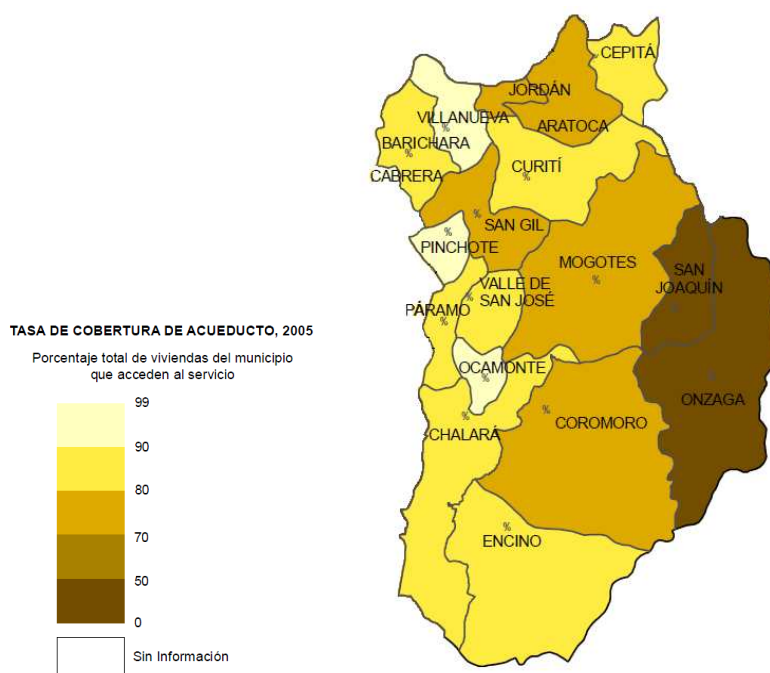 CEPITÁ
JORDÁN
VILLANUEVA
%
ARATOCA
BARICHARA
%
CURITÍ
%
CABRERA
%
SAN GIL
%
PINCHOTE
MOGOTES
%
SAN
JOAQUÍN
%
VALLE DE
SAN JOSÉ
%
PÁRAMO
%
TASA DE COBERTURA DE ACUEDUCTO, 2005
Porcentaje total de viviendas del municipio
que acceden al servicio
99
90
80
70
50
0
Sin Información
OCAMONTE
%
ONZAGA
%
%
CHALARÁ
%
COROMORO
%
ENCINO